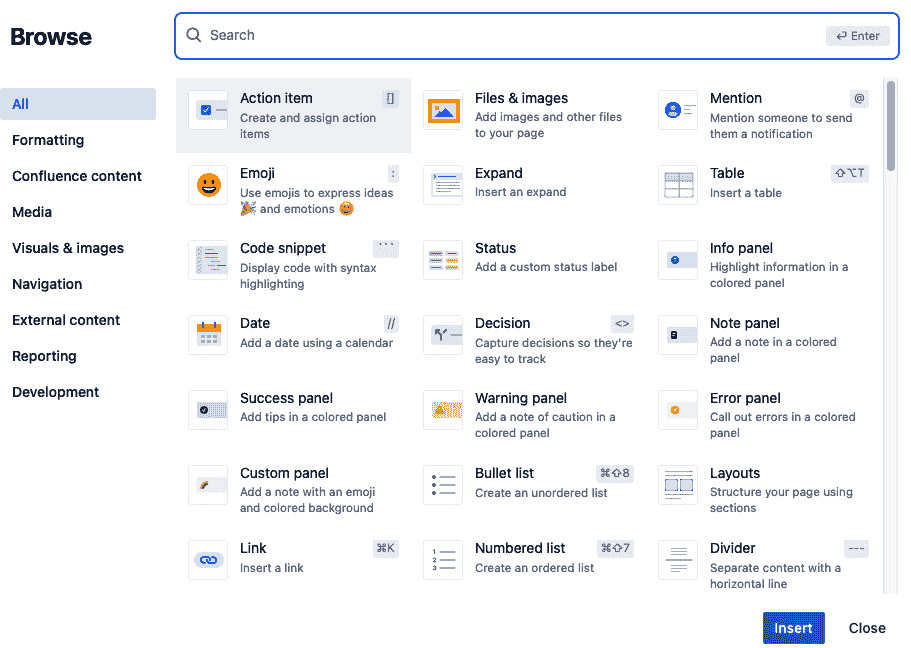 Browse
Search
↵ Enter
All
Formatting
Confluence content
Media
Visuals & images
Navigation
External content
Reporting
Development
Action item
[]
Create and assign action
items
Files & images
Add images and other files
to your page
Mention
@
Mention someone to send
them a notification
Emoji
:
Use emojis to express ideas
🎉 and emotions 😄
Expand
Insert an expand
Table
⇧⌥T
Insert a table
Code snippet
```
Display code with syntax
highlighting
Status
Add a custom status label
Info panel
Highlight information in a
colored panel
Date
//
Add a date using a calendar
Decision
<>
Capture decisions so they're
easy to track
Note panel
Add a note in a colored
panel
Success panel
Add tips in a colored panel
Warning panel
Add a note of caution in a
colored panel
Error panel
Call out errors in a colored
panel
Custom panel
Add a note with an emoji
and colored background
Bullet list
⌘⇧8
Create an unordered list
Layouts
Structure your page using
sections
Link
⌘K
Insert a link
1
2
3
Numbered list
⌘⇧7
Create an ordered list
Divider
---
Separate content with a
horizontal line
Insert
Close